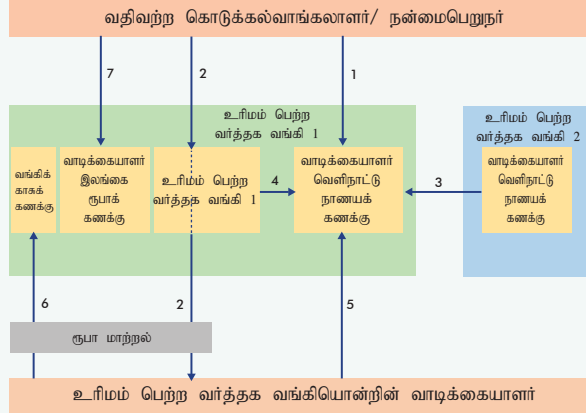 வதிவற்ற கொடுக்கல்வாங்கலாளர்/ நன்மைபெறுநர்
7
2
1
உரிமம் பெற்ற
வர்த்தக வங்கி 1
உரிமம் பெற்ற
வர்த்தக வங்கி 2
வங்கிக்
காசுக்
கணக்கு
வாடிக்கையாளர்
இலங்கை
ரூபாக்
கணக்கு
உரிமம் பெற்ற
வர்த்தக வங்கி 1
4
வாடிக்கையாளர்
வெளிநாட்டு
நாணயக்
கணக்கு
3
வாடிக்கையாளர்
வெளிநாட்டு
நாணயக்
கணக்கு
6
2
5
ரூபா மாற்றல்
உரிமம் பெற்ற வர்த்தக வங்கியொன்றின் வாடிக்கையாளர்